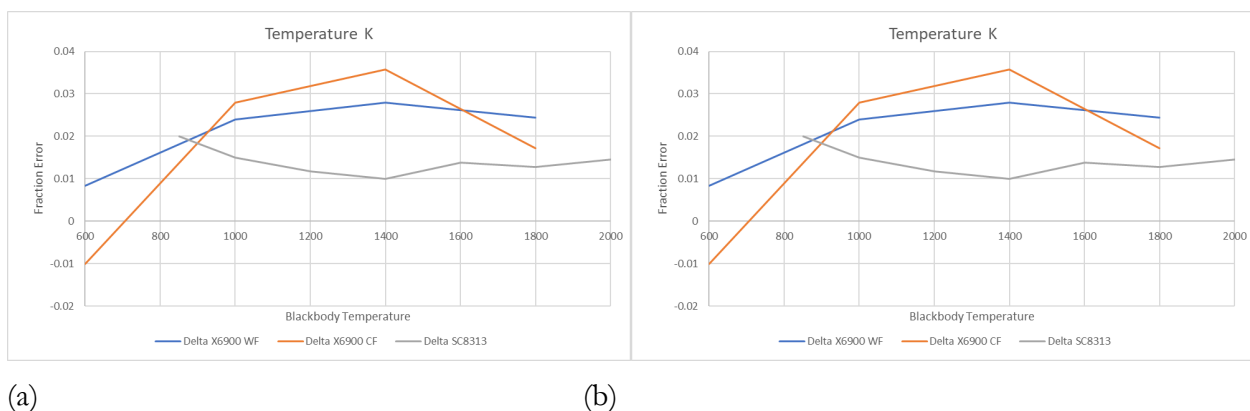 Temperature K
0.04
0.03
0.02
0.01
0
-0.01
-0.02
Fraction Error
600 800 1000 1200 1400 1600 1800 2000
Blackbody Temperature
Delta X6900 WF Delta X6900 CF Delta SC8313
Temperature K
0.04
0.03
0.02
0.01
0
-0.01
-0.02
Fraction Error
600 800 1000 1200 1400 1600 1800 2000
Blackbody Temperature
Delta X6900 WF Delta X6900 CF Delta SC8313
(a) (b)